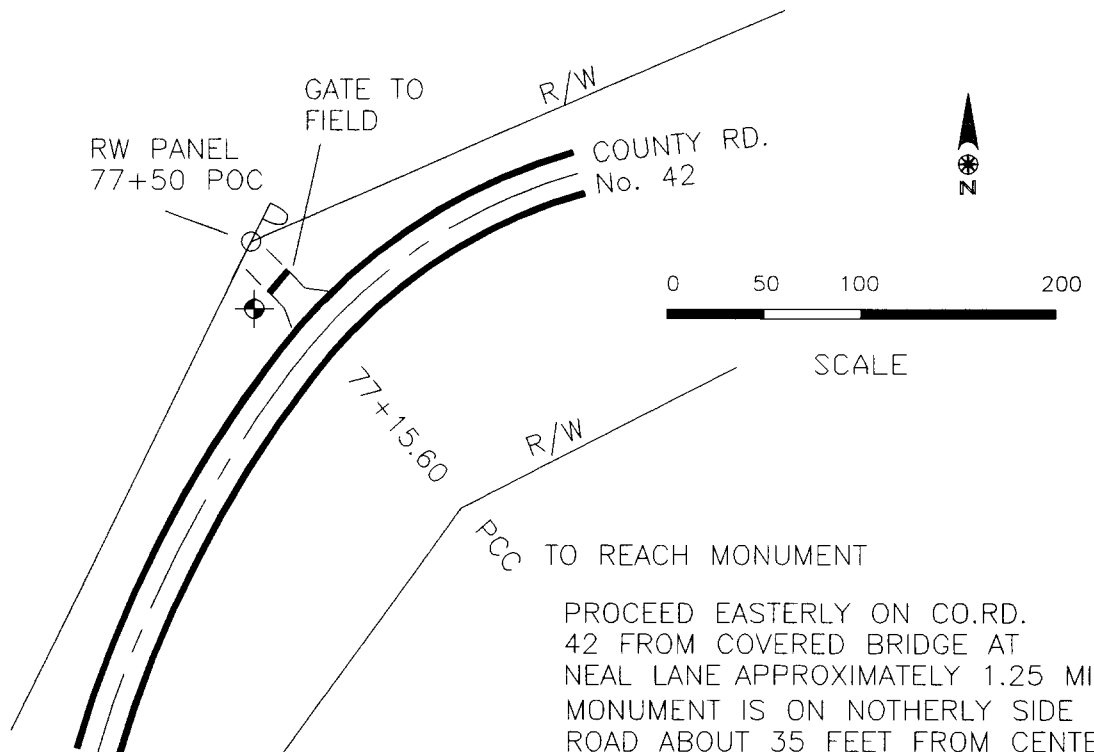 R/W
GATE TO
FIELD
RW PANEL
77+50 POC
COUNTY RD.
No. 42
P
N
0 50 100 200
SCALE
77+15.60
R/W
PCC
TO REACH MONUMENT
PROCEED EASTERLY ON CO.RD.
42 FROM COVERED BRIDGE AT
NEAL LANE APPROXIMATELY 1.25 MI
MONUMENT IS ON NOTHERLY SIDE
ROAD ABOUT 35 FEET FROM CENTE